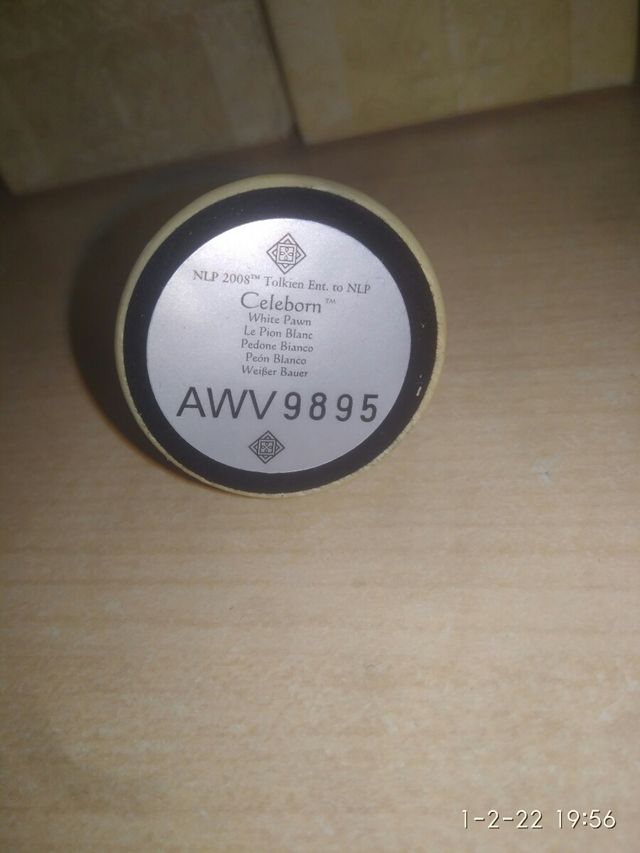 NLP 2008™ Tolkien Ent. to NLP
Celeborn™
White Pawn
Le Pion Blanc
Pedone Bianco
Peón Blanco
Weißer Bauer
AWV9895
1-2-22 19:56